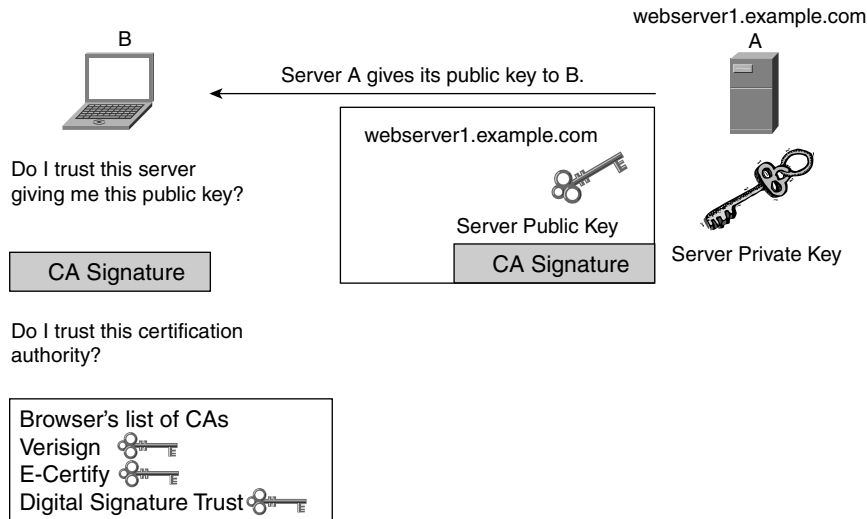 webserver1.example.com
B
A
Server A gives its public key to B.
webserver1.example.com
Do I trust this server
giving me this public key?
Server Public Key
CA Signature
Server Private Key
CA Signature
Do I trust this certification
authority?
Browser's list of CAs
Verisign
E-Certify
Digital Signature Trust